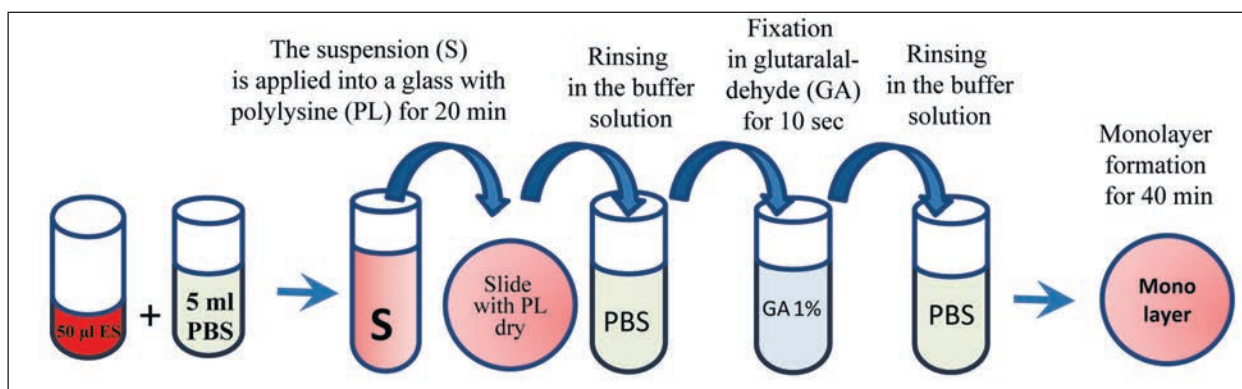 The suspension (S)
is applied into a glass with
polylysine (PL) for 20 min
Rinsing
in the buffer
solution
Fixation
in glutaralal-
dehyde (GA)
for 10 sec
Rinsing
in the buffer
solution
Monolayer
formation
for 40 min
50 µl ES
+
5 ml
PBS
S
Slide
with PL
dry
PBS
GA 1%
PBS
Mono
layer